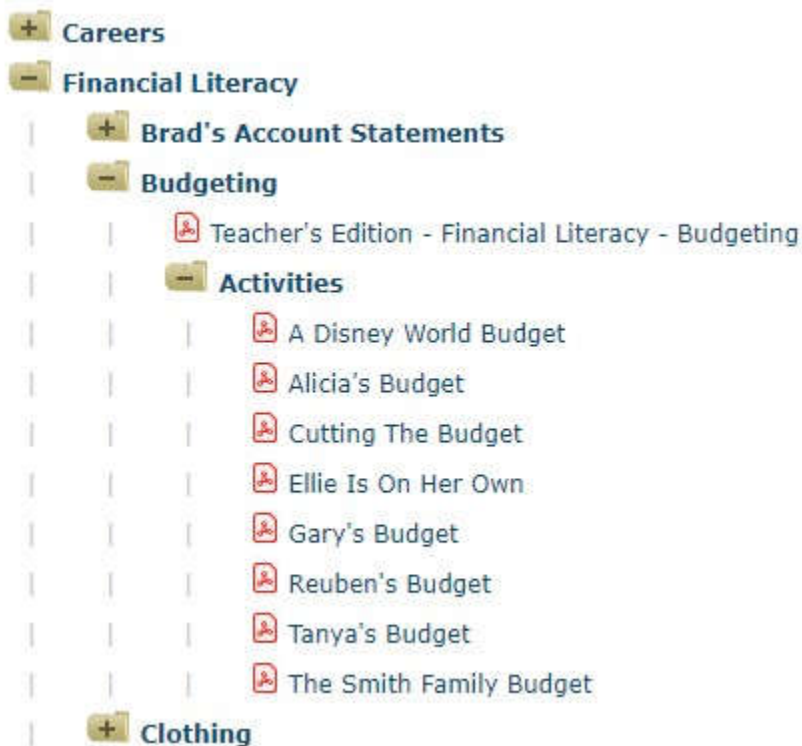 Careers
Financial Literacy
Brad's Account Statements
Budgeting
Teacher's Edition - Financial Literacy - Budgeting
Activities
A Disney World Budget
Alicia's Budget
Cutting The Budget
Ellie Is On Her Own
Gary's Budget
Reuben's Budget
Tanya's Budget
The Smith Family Budget
Clothing